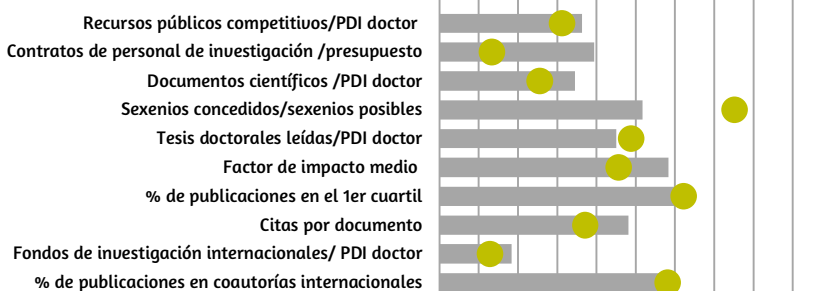 Recursos públicos competitivos/PDI doctor
Contratos de personal de investigación /presupuesto
Documentos científicos /PDI doctor
Sexenios concedidos/sexenios posibles
Tesis doctorales leídas/PDI doctor
Factor de impacto medio
% de publicaciones en el 1er cuartil
Citas por documento
Fondos de investigación internacionales/ PDI doctor
% de publicaciones en coautorías internacionales